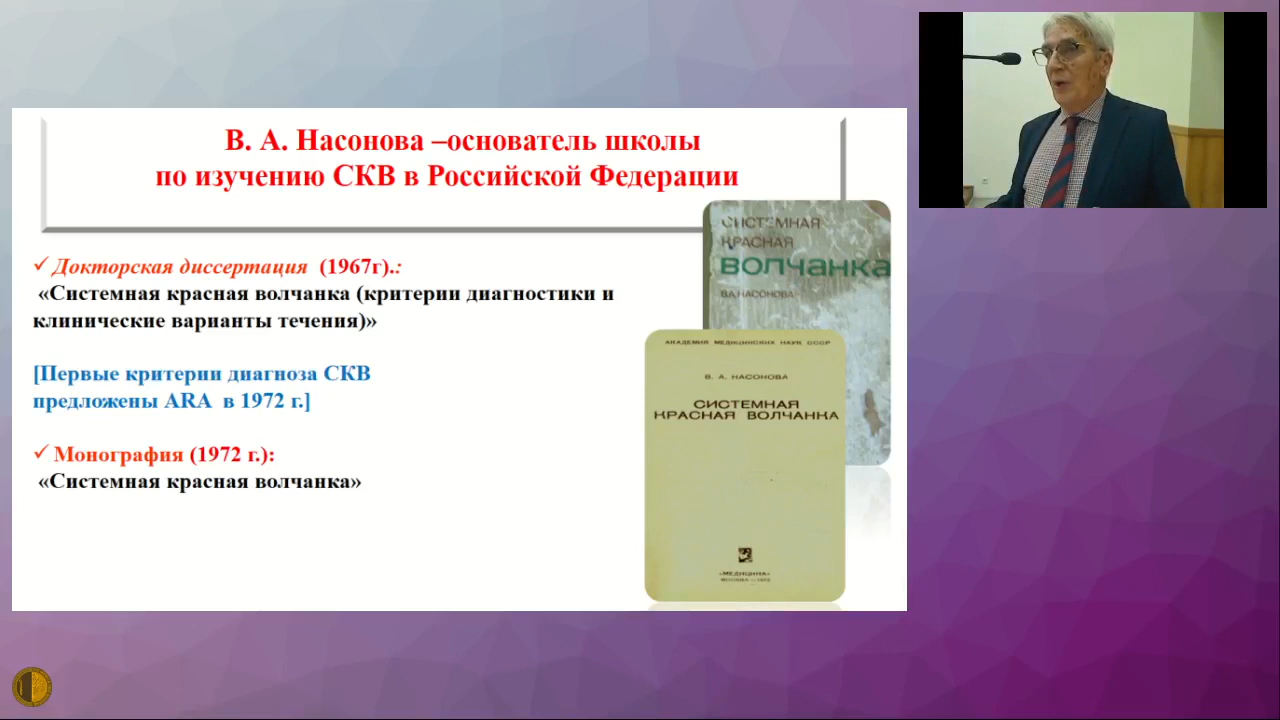 В. А. Насонова –основатель школы
по изучению СКВ в Российской Федерации
✓ Докторская диссертация (1967г).:
«Системная красная волчанка (критерии диагностики и
клинические варианты течения)»
[Первые критерии диагноза СКВ
предложены ARA в 1972 г.]
✓ Монография (1972 г.):
«Системная красная волчанка»
СИСТЕМНАЯ
КРАСНАЯ
ВОЛЧАНКА
В.А.НАСОНОВА
АКАДЕМИЯ МЕДИЦИНСКИХ НАУК СССР
В. А. НАСОНОВА
СИСТЕМНАЯ
КРАСНАЯ ВОЛЧАНКА
«МЕДИЦИНА»
МОСКВА — 1972